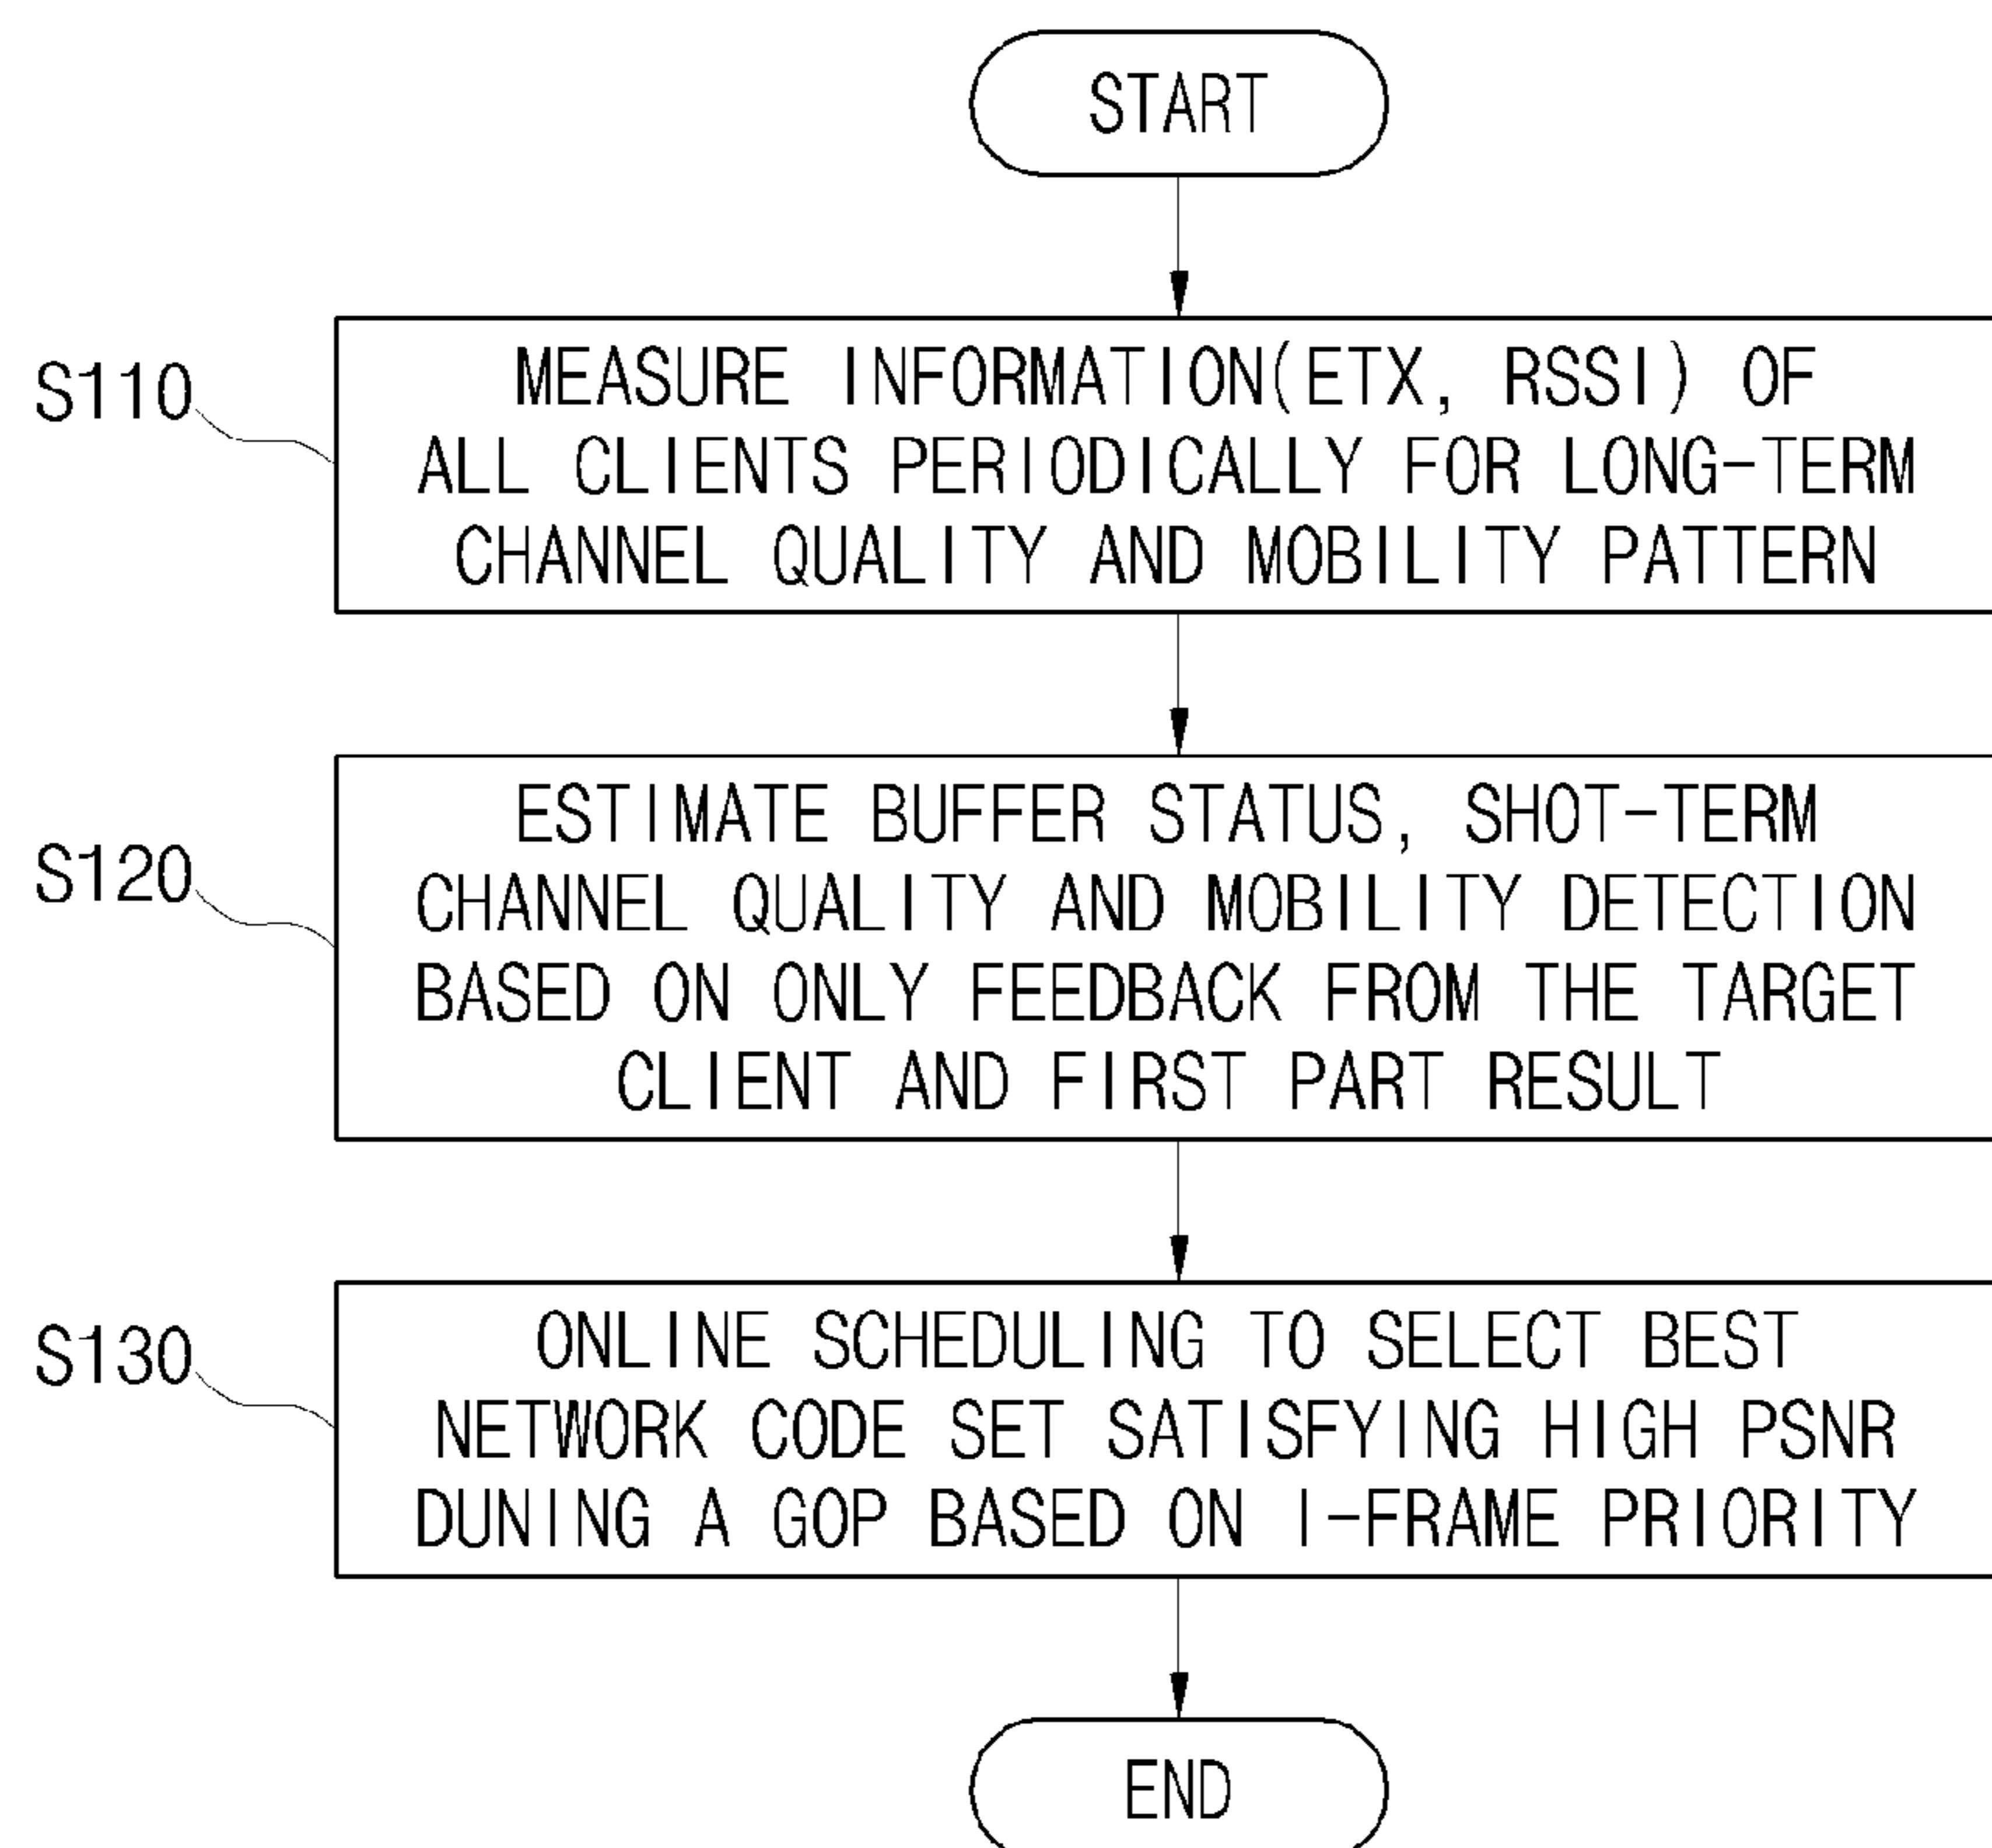 START
S110
MEASURE INFORMATION(ETX, RSSI) OF
ALL CLIENTS PERIODICALLY FOR LONG-TERM
CHANNEL QUALITY AND MOBILITY PATTERN
S120
ESTIMATE BUFFER STATUS, SHOT-TERM
CHANNEL QUALITY AND MOBILITY DETECTION
BASED ON ONLY FEEDBACK FROM THE TARGET
CLIENT AND FIRST PART RESULT
S130
ONLINE SCHEDULING TO SELECT BEST
NETWORK CODE SET SATISFYING HIGH PSNR
DUNING A GOP BASED ON I-FRAME PRIORITY
END